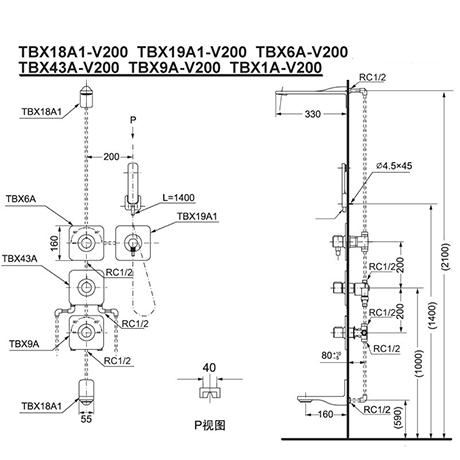 TBX18A1-V200 TBX19A1-V200 TBX6A-V200
TBX43A-V200 TBX9A-V200 TBX1A-V200
RC1/2
TBX18A1
330
P
200
Ø4.5×45
L=1400
TBX6A
TBX19A1
160
RC1/2
200
RC1/2
TBX43A
200
RC1/2
RC1/2
TBX9A
RC1/2
80
RC1/2
(2100)
(1400)
(1000)
(590)
40
TBX18A1
55
P视图
160
RC1/2